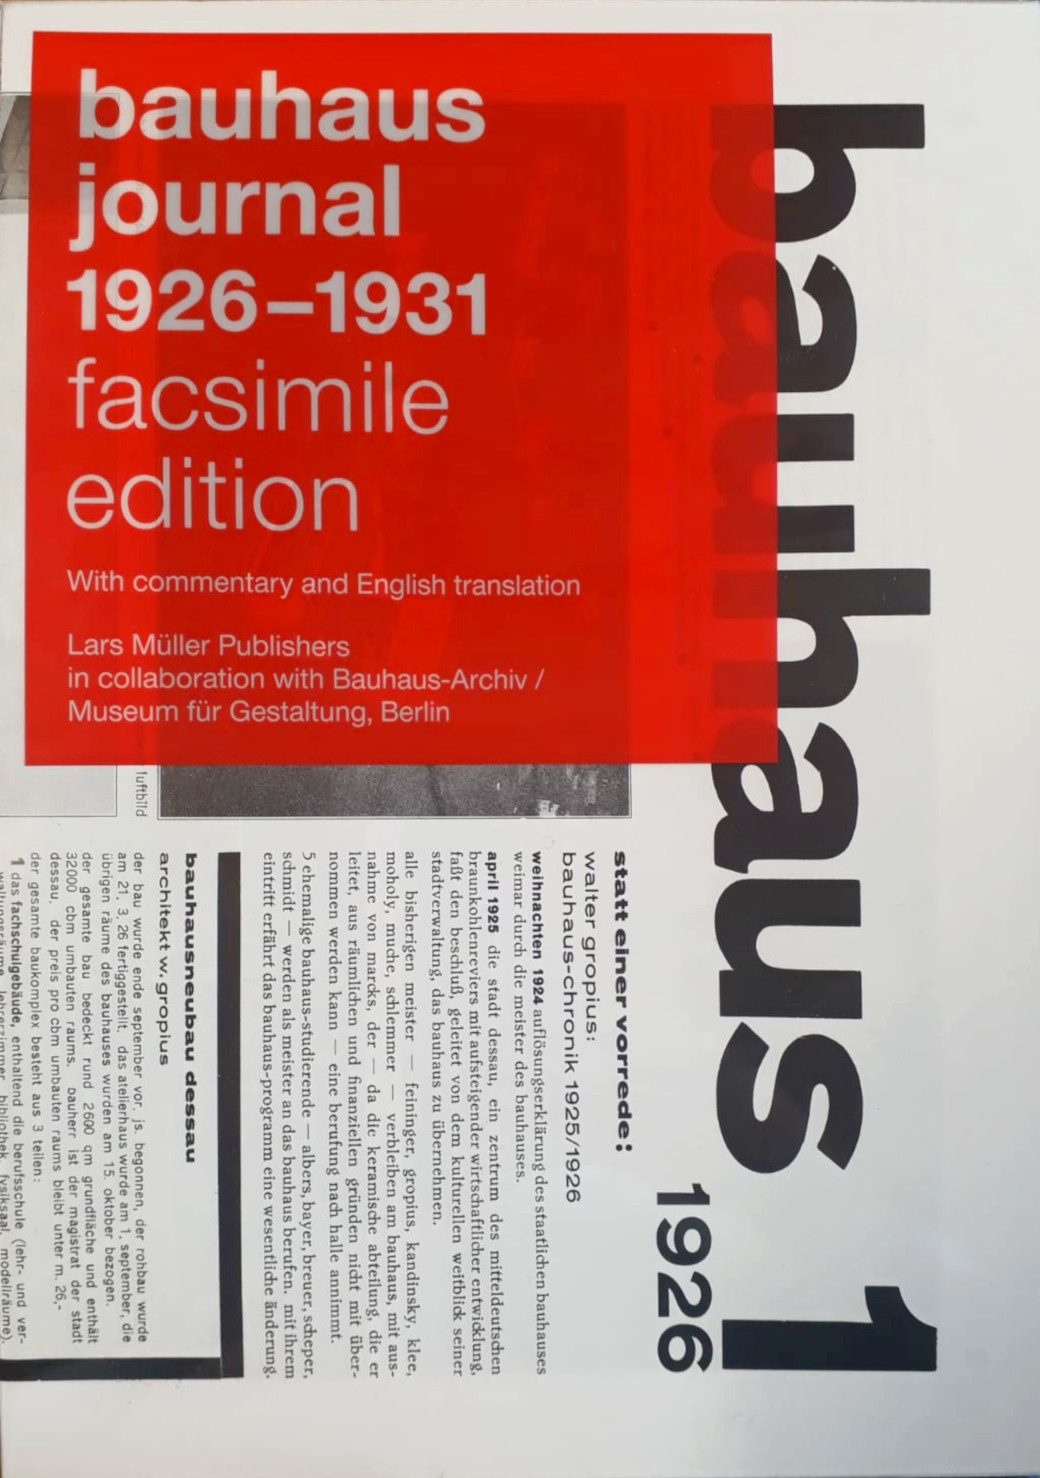 bauhaus
journal
1926–1931
facsimile
edition
With commentary and English translation
Lars Müller Publishers
in collaboration with Bauhaus-Archiv /
Museum für Gestaltung, Berlin
bauhaus 1
1926
statt einer vorrede:
walter gropius:
bauhaus-chronik 1925/1926
weihnachten 1924 auflösungserklärung des staatlichen bauhauses
weimar durch die meister des bauhauses.
april 1925 die stadt dessau, ein zentrum des mitteldeutschen
braunkohlenreviers mit aufsteigender wirtschaftlicher entwicklung,
faßt den beschluß, geleitet von dem kulturellen weitblick seiner
stadtverwaltung, das bauhaus zu übernehmen.
alle bisherigen meister — feininger, gropius, kandinsky, klee,
moholy, muche, schlemmer — verbleiben am bauhaus, mit aus-
nahme von marcks, der — da die keramische abteilung, die er
leitet, aus räumlichen und finanziellen gründen nicht mit über-
nommen werden kann — eine berufung nach halle annimmt.
5 ehemalige bauhaus-studierende — albers, bayer, breuer, scheper,
schmidt — werden als meister an das bauhaus berufen. mit ihrem
eintritt erfährt das bauhaus-programm eine wesentliche änderung.
luftbild
bauhausneubau dessau
architekt w. gropius
der bau wurde ende september vor. js. begonnen, der rohbau wurde
am 21. 3. 26 fertiggestellt. das atelierhaus wurde am 1. september, die
übrigen räume des bauhauses wurden am 15. oktober bezogen.
der gesamte bau bedeckt rund 2600 qm grundfläche und enthält
32000 cbm umbauten raums. bauherr ist der magistrat der stadt
dessau. der preis pro cbm umbauten raums bleibt unter m. 26,-
der gesamte baukomplex besteht aus 3 teilen:
1 das fachschulgebäude, enthaltend die berufsschule (lehr- und ver-
waltungsräume, lehrerzimmer, bibliothek, fysiksaal, modellräume),